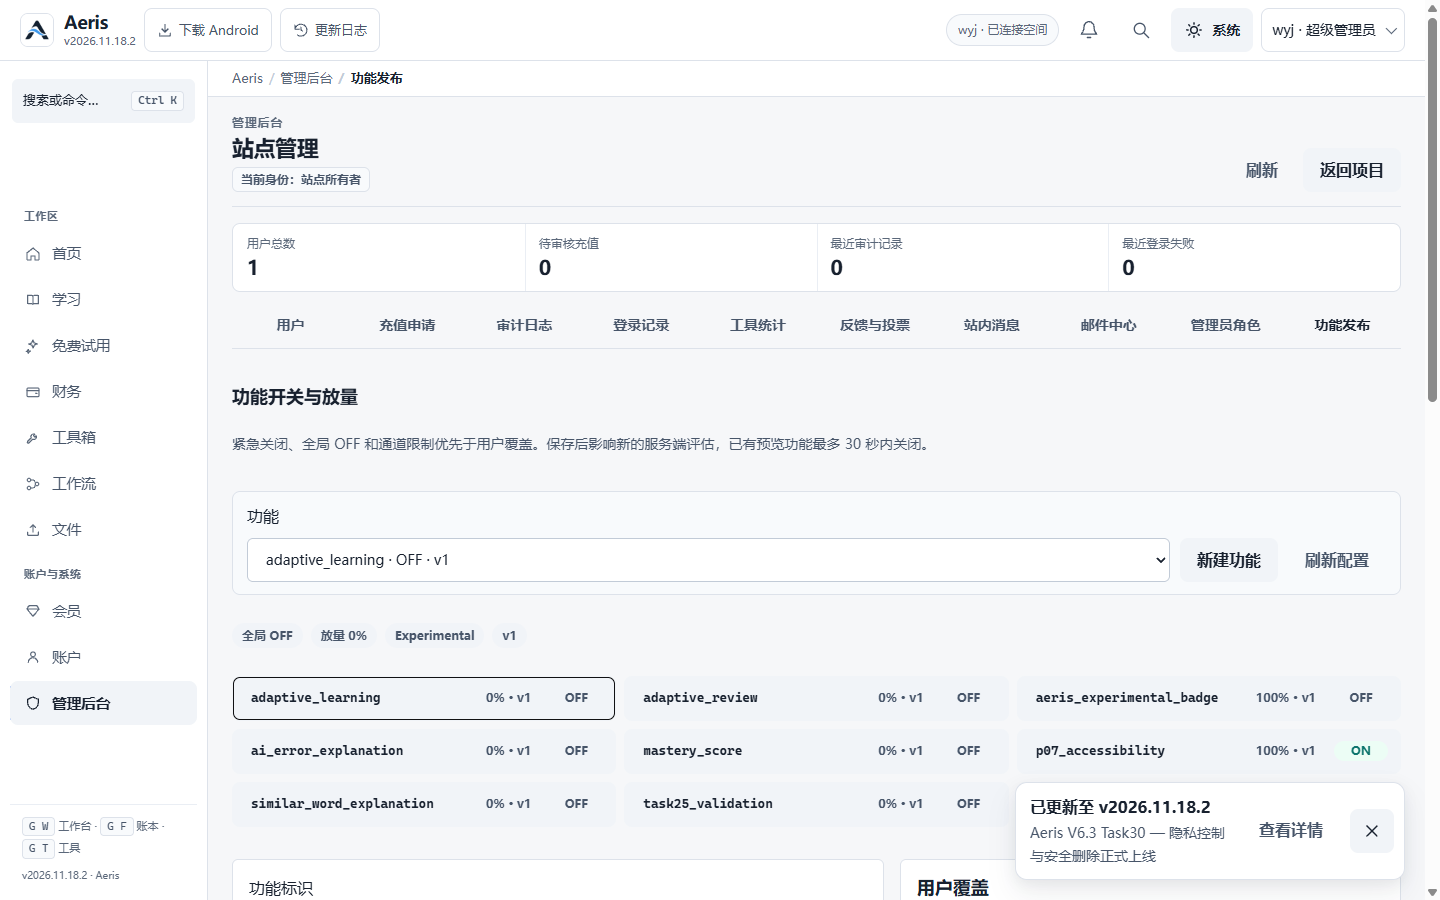 Aeris
v2026.11.18.2
下载 Android
更新日志
wyj · 已连接空间
系统
wyj · 超级管理员
搜索或命令...
Ctrl K
工作区
首页
学习
免费试用
财务
工具箱
工作流
文件
账户与系统
会员
账户
管理后台
G W 工作台 · G F 账本 ·
G T 工具
v2026.11.18.2 · Aeris
Aeris / 管理后台 / 功能发布
管理后台
站点管理
当前身份：站点所有者
刷新
返回项目
用户总数
1
待审核充值
0
最近审计记录
0
最近登录失败
0
用户
充值申请
审计日志
登录记录
工具统计
反馈与投票
站内消息
邮件中心
管理员角色
功能发布
功能开关与放量
紧急关闭、全局 OFF 和通道限制优先于用户覆盖。保存后影响新的服务端评估，已有预览功能最多 30 秒内关闭。
功能
adaptive_learning · OFF · v1
新建功能
刷新配置
全局 OFF
放量 0%
Experimental
v1
adaptive_learning 0% • v1 OFF
adaptive_review 0% • v1 OFF
aeris_experimental_badge 100% • v1 OFF
ai_error_explanation 0% • v1 OFF
mastery_score 0% • v1 OFF
p07_accessibility 100% • v1 ON
similar_word_explanation 0% • v1 OFF
task25_validation 0% • v1 OFF
功能标识
用户覆盖
已更新至 v2026.11.18.2
Aeris V6.3 Task30 — 隐私控制
与安全删除正式上线
查看详情